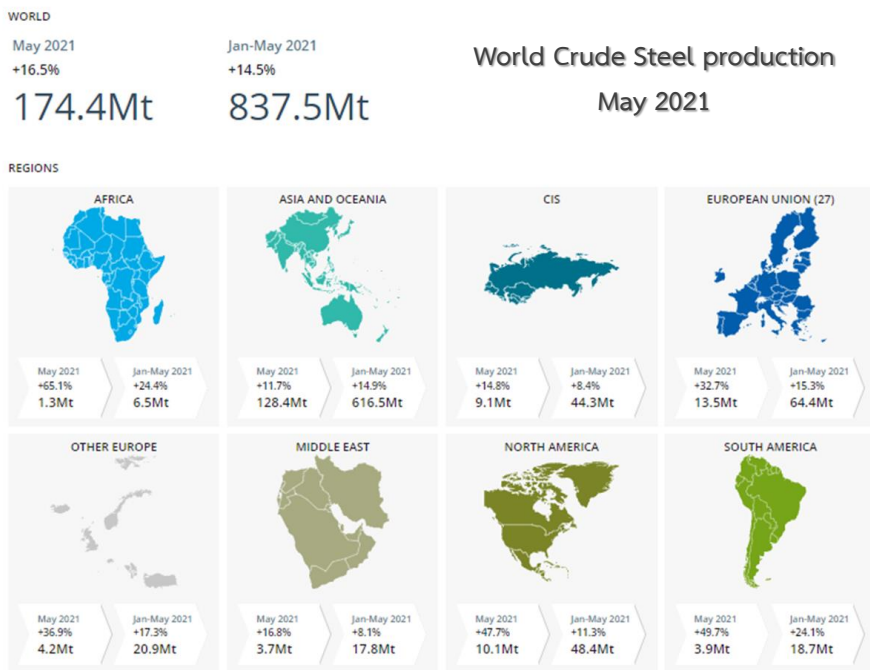 WORLD
May 2021
+16.5%
174.4Mt
Jan-May 2021
+14.5%
837.5Mt
World Crude Steel production
May 2021
REGIONS
AFRICA
May 2021
+65.1%
1.3Mt
Jan-May 2021
+24.4%
6.5Mt
ASIA AND OCEANIA
May 2021
+11.7%
128.4Mt
Jan-May 2021
+14.9%
616.5Mt
CIS
May 2021
+14.8%
9.1Mt
Jan-May 2021
+8.4%
44.3Mt
EUROPEAN UNION (27)
May 2021
+32.7%
13.5Mt
Jan-May 2021
+15.3%
64.4Mt
OTHER EUROPE
May 2021
+36.9%
4.2Mt
Jan-May 2021
+17.3%
20.9Mt
MIDDLE EAST
May 2021
+16.8%
3.7Mt
Jan-May 2021
+8.1%
17.8Mt
NORTH AMERICA
May 2021
+47.7%
10.1Mt
Jan-May 2021
+11.3%
48.4Mt
SOUTH AMERICA
May 2021
+49.7%
3.9Mt
Jan-May 2021
+24.1%
18.7Mt